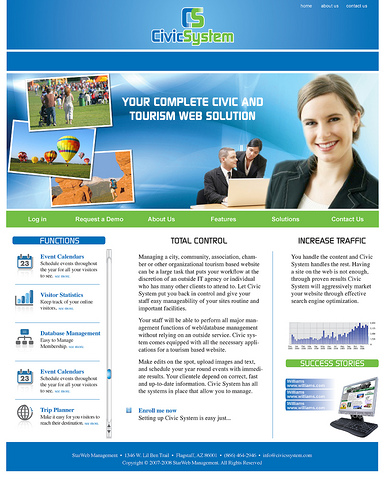 home about us contact us
CS
CivicSystem
YOUR COMPLETE CIVIC AND
TOURISM WEB SOLUTION
Log in Request a Demo About Us Features Solutions Contact Us
FUNCTIONS
23
Event Calendars
Schedule events throughout
the year for all your visitors
to see. SEE MORE
Visitor Statistics
Keep track of your online
visitors. SEE MORE
Database Management
Easy to Manage
Membership. SEE MORE
23
Event Calendars
Schedule events throughout
the year for all your visitors
to see. SEE MORE
Trip Planner
Make it easy for you visitors to
reach their destination. SEE MORE
TOTAL CONTROL
Managing a city, community, association, cham-
ber or other organizational tourism based website
can be a large task that puts your workflow at the
discretion of an outside IT agency or individual
who has many other clients to attend to. Let Civic
System put you back in control and give your
staff easy manageability of your sites routine and
important facilities.
Your staff will be able to perform all major man-
agement functions of web/database management
without relying on an outside service. Civic sys-
tem comes equipped with all the necessary appli-
cations for a tourism based website.
Make edits on the spot, upload images and text,
and schedule your year round events with immedi-
ate results. Your clientele depend on correct, fast
and up-to-date information. Civic System has all
the systems in place that allow you to manage.
Enroll me now
Setting up Civic System is easy just...
INCREASE TRAFFIC
You handle the content and Civic
System handles the rest. Having
a site on the web is not enough,
through proven results Civic
System will aggressively market
your website through effective
search engine optimization.
SUCCESS STORIES
Williams
www.williams.com
Williams
www.williams.com
Williams
www.williams.com
StarWeb Management • 1346 W. Lil Ben Trail • Flagstaff, AZ 86001 • (866) 464-2946 • info@civicsystem.com
Copyright © 2007-2008 StarWeb Management. All Rights Reserved